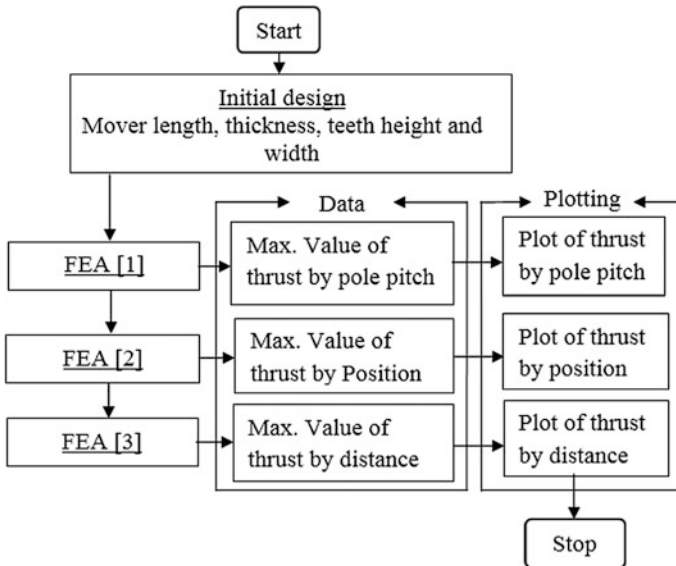 Start
Initial design
Mover length, thickness, teeth height and
width
Data
Plotting
FEA [1]
Max. Value of
thrust by pole pitch
Plot of thrust
by pole pitch
FEA [2]
Max. Value of
thrust by Position
Plot of thrust
by position
FEA [3]
Max. Value of
thrust by distance
Plot of thrust
by distance
Stop